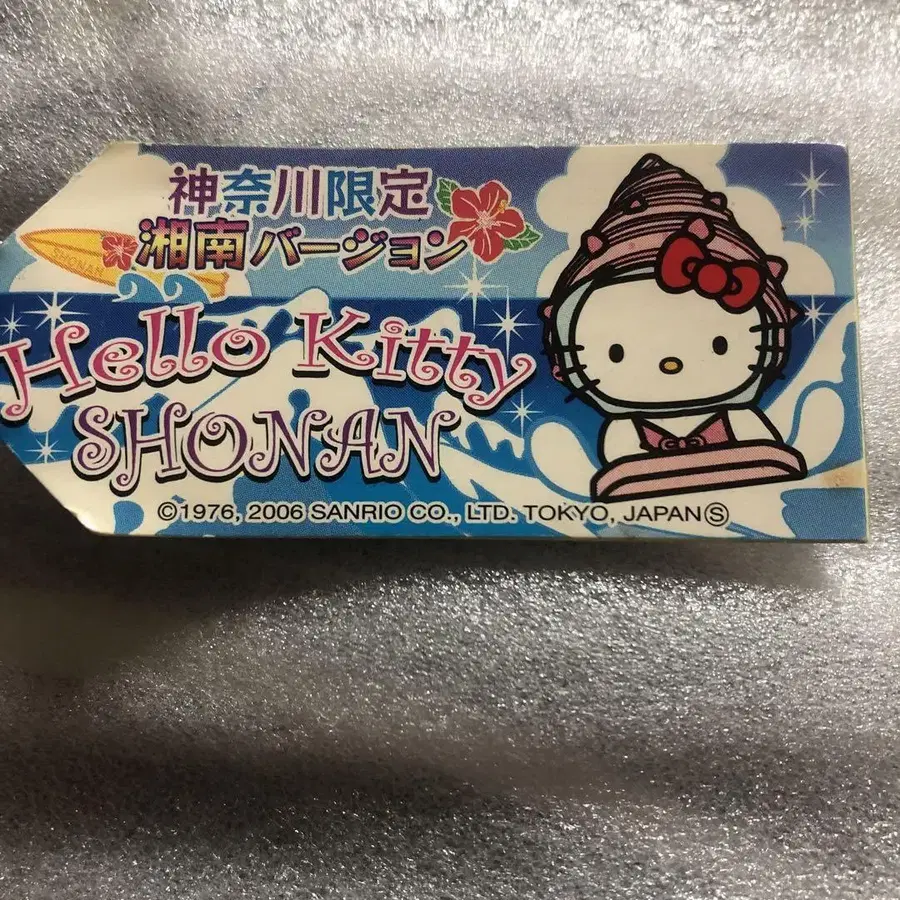 神奈川限定
湘南バージョン
SHONAN
Hello Kitty
SHONAN
©1976, 2006 SANRIO CO., LTD. TOKYO, JAPAN Ⓢ